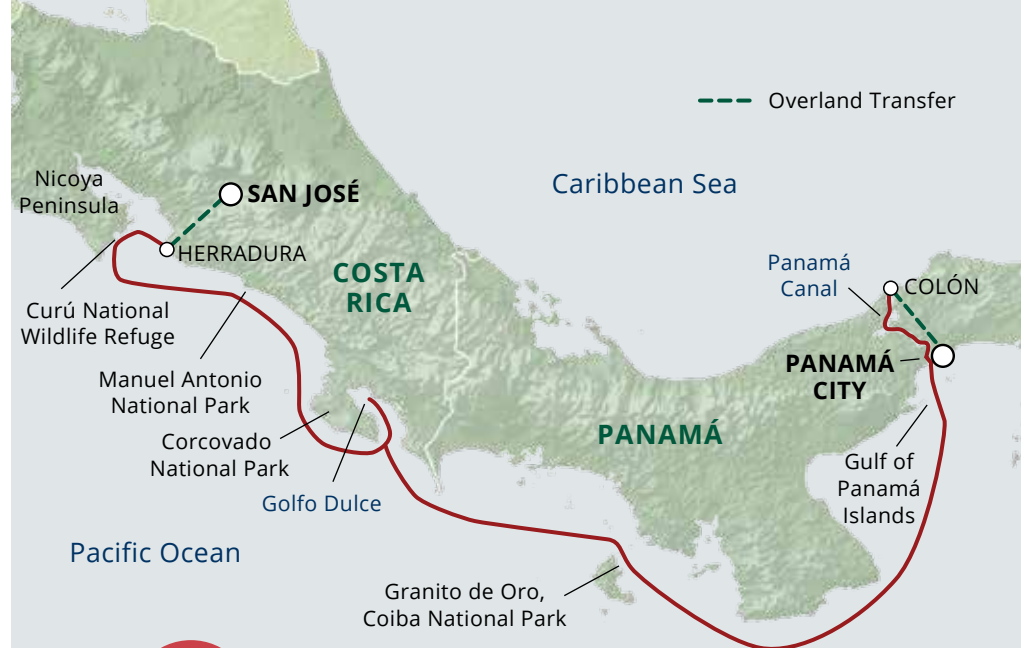 Overland Transfer
Caribbean Sea
Nicoya
Peninsula
SAN JOSÉ
HERRADURA
COSTA
RICA
Panamá
Canal
COLÓN
Curú National
Wildlife Refuge
PANAMÁ
CITY
Manuel Antonio
National Park
Corcovado
National Park
PANAMÁ
Golfo Dulce
Gulf of
Panamá
Islands
Pacific Ocean
Granito de Oro,
Coiba National Park